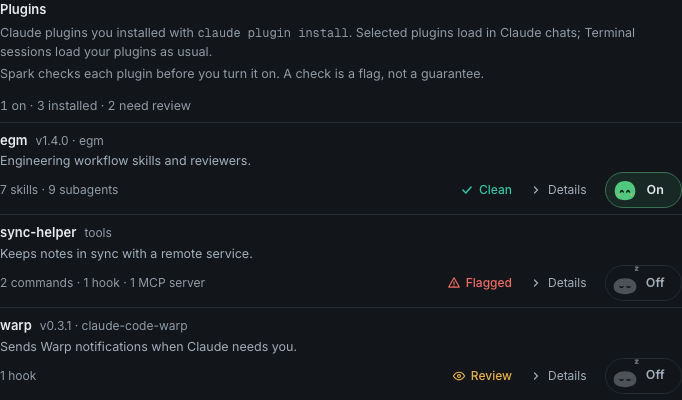 Plugins
Claude plugins you installed with claude plugin install. Selected plugins load in Claude chats; Terminal
sessions load your plugins as usual.
Spark checks each plugin before you turn it on. A check is a flag, not a guarantee.
1 on · 3 installed · 2 need review
egm v1.4.0 · egm
Engineering workflow skills and reviewers.
7 skills · 9 subagents Clean Details On
sync-helper tools
Keeps notes in sync with a remote service.
2 commands · 1 hook · 1 MCP server Flagged Details z Off
warp v0.3.1 · claude-code-warp
Sends Warp notifications when Claude needs you.
1 hook Review Details z Off